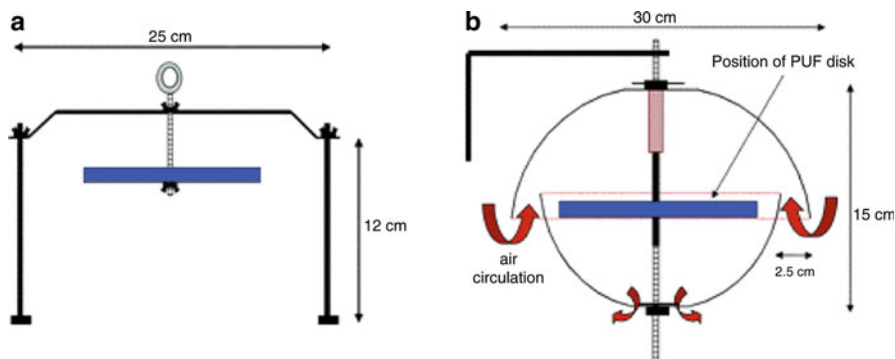 a
25 cm
12 cm
b
30 cm
Position of PUF disk
15 cm
air
circulation
2.5 cm